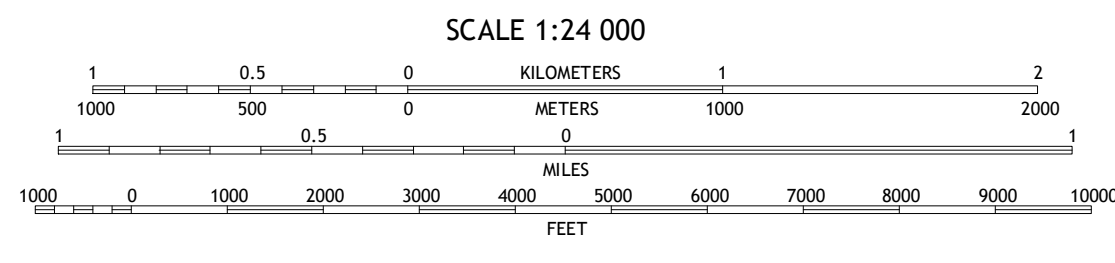 SCALE 1:24 000
1 0.5 0 KILOMETERS 1 2
1000 500 0 METERS 1000 2000
1 0.5 0 1
MILES
1000 0 1000 2000 3000 4000 5000 6000 7000 8000 9000 10000
FEET